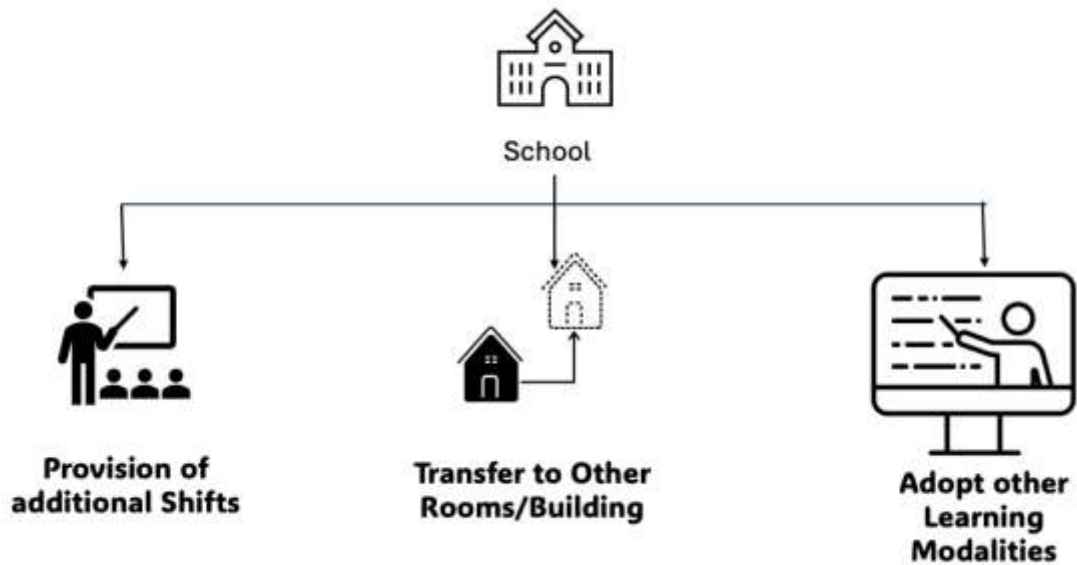 School
Provision of
additional Shifts
Transfer to Other
Rooms/Building
Adopt other
Learning
Modalities